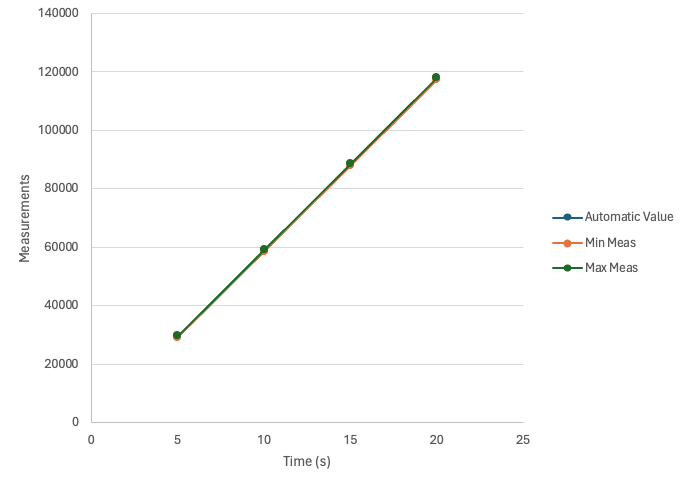 140000
120000
100000
80000
60000
40000
20000
0
Measurements
0 5 10 15 20 25
Time (s)
Automatic Value
Min Meas
Max Meas